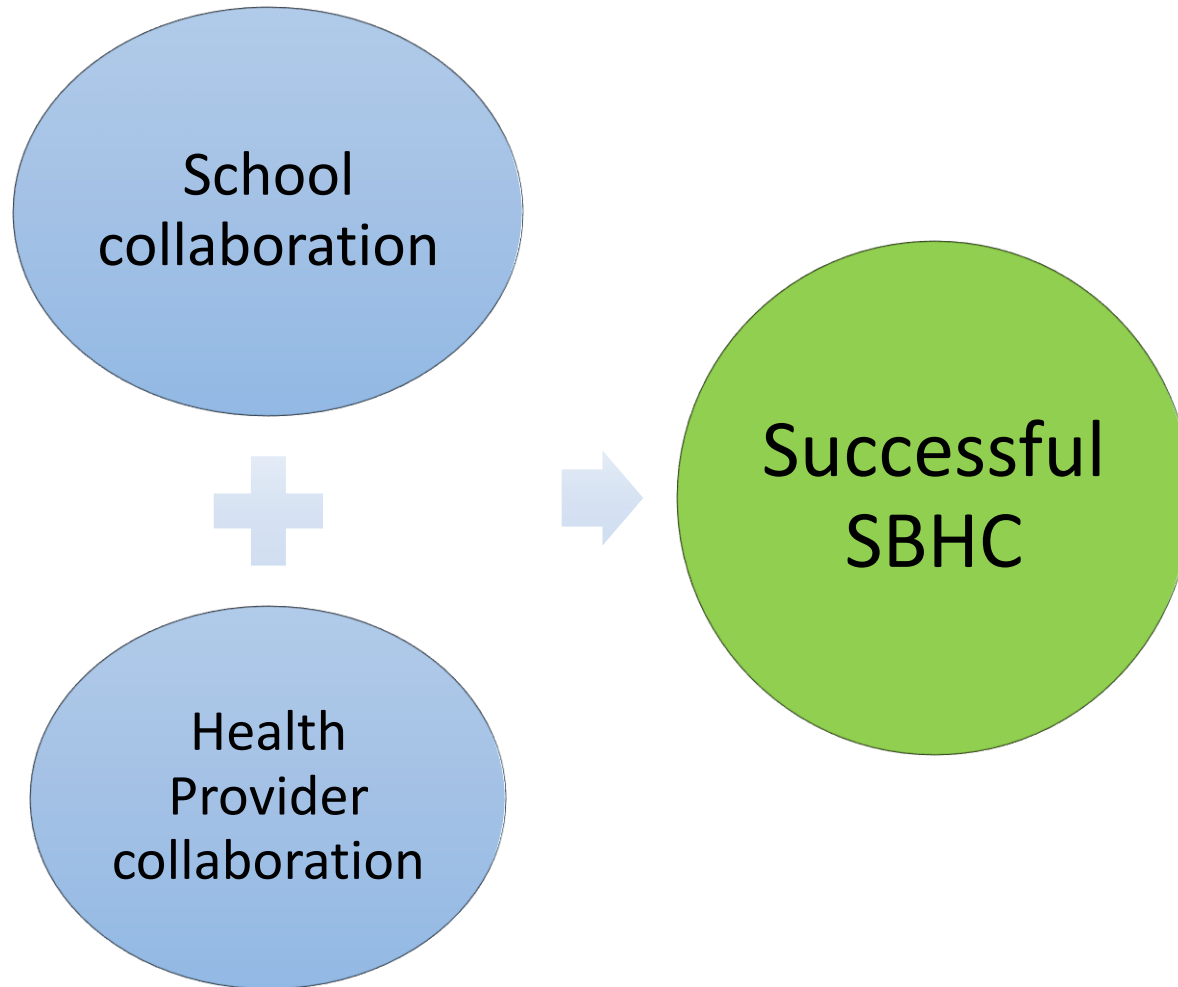 School
collaboration
Health
Provider
collaboration
Successful
SBHC